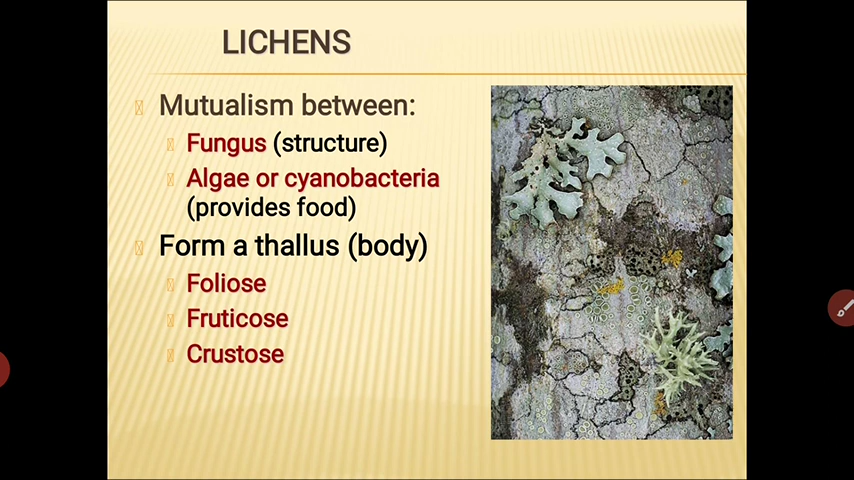 LICHENS
Mutualism between:
Fungus (structure)
Algae or cyanobacteria
(provides food)
Form a thallus (body)
Foliose
Fruticose
Crustose